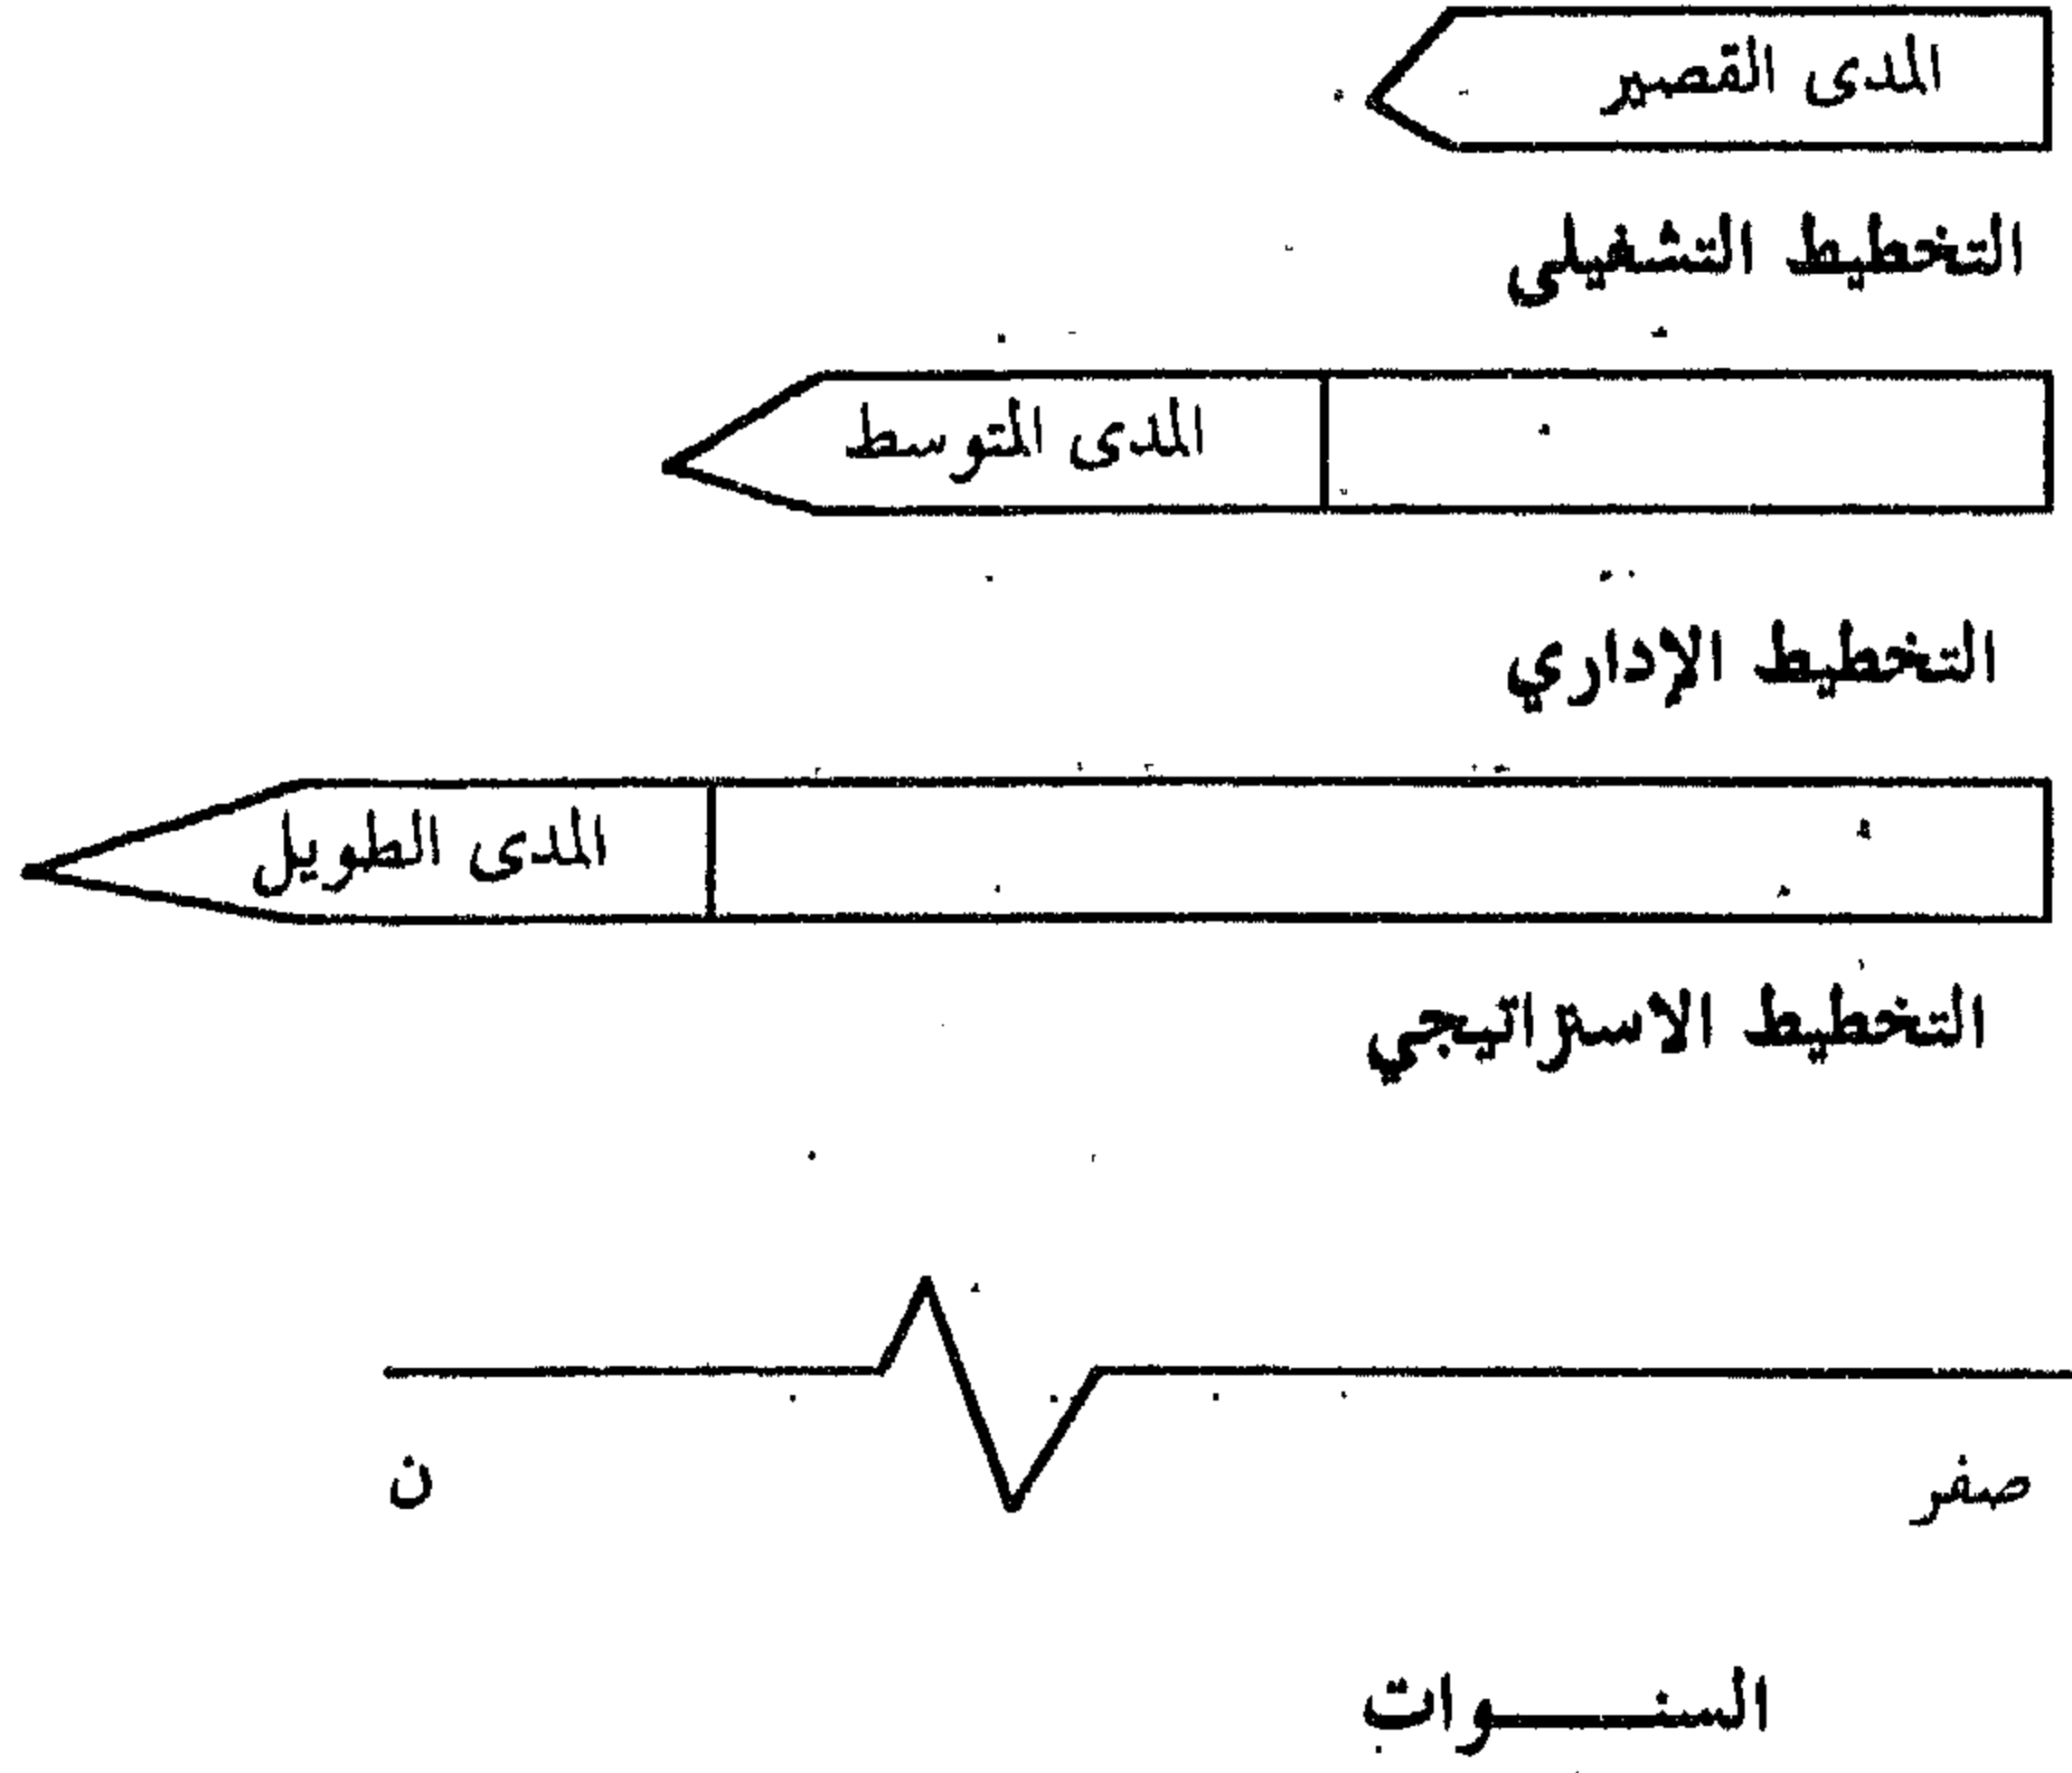 المدى القصير
التخطيط التشغيلي
المدى المتوسط
التخطيط الإداري
المدى الطويل
التخطيط الاستراتيجي
صفر ن
السنـــــوات